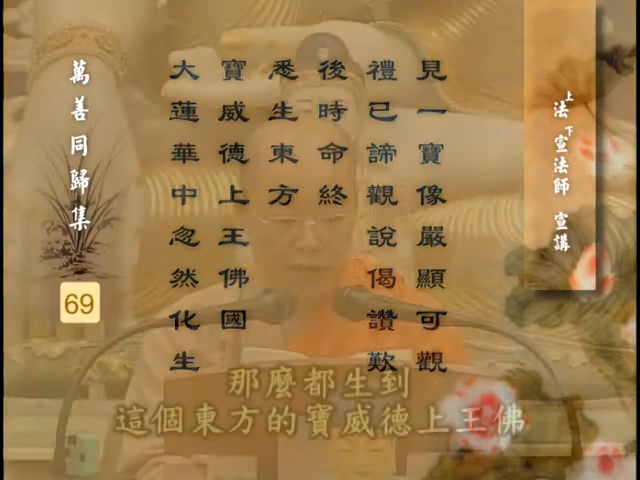 上法下宣法師 宣講
見一寶像嚴顯可觀
禮已諦觀說偈讚歎
後時命終
悉生東方
寶威德上王佛國
大蓮華中忽然化生
萬善同歸集
69
那麼都生到
這個東方的寶威德上王佛